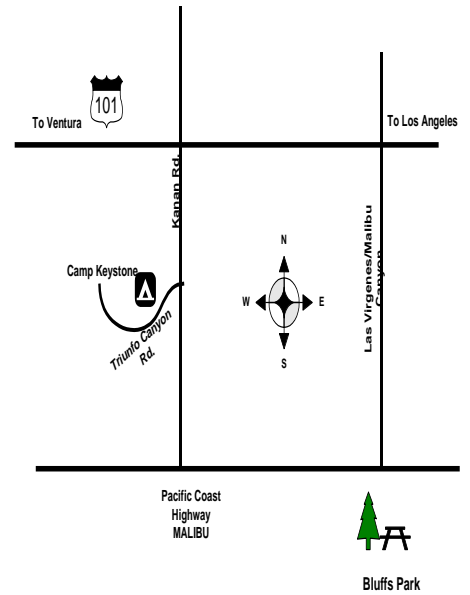 101
To Ventura
To Los Angeles
Kanan Rd.
Las Virgenes/Malibu
Canyon
N
W
E
S
Camp Keystone
Triunfo Canyon
Rd.
Pacific Coast
Highway
MALIBU
Bluffs Park